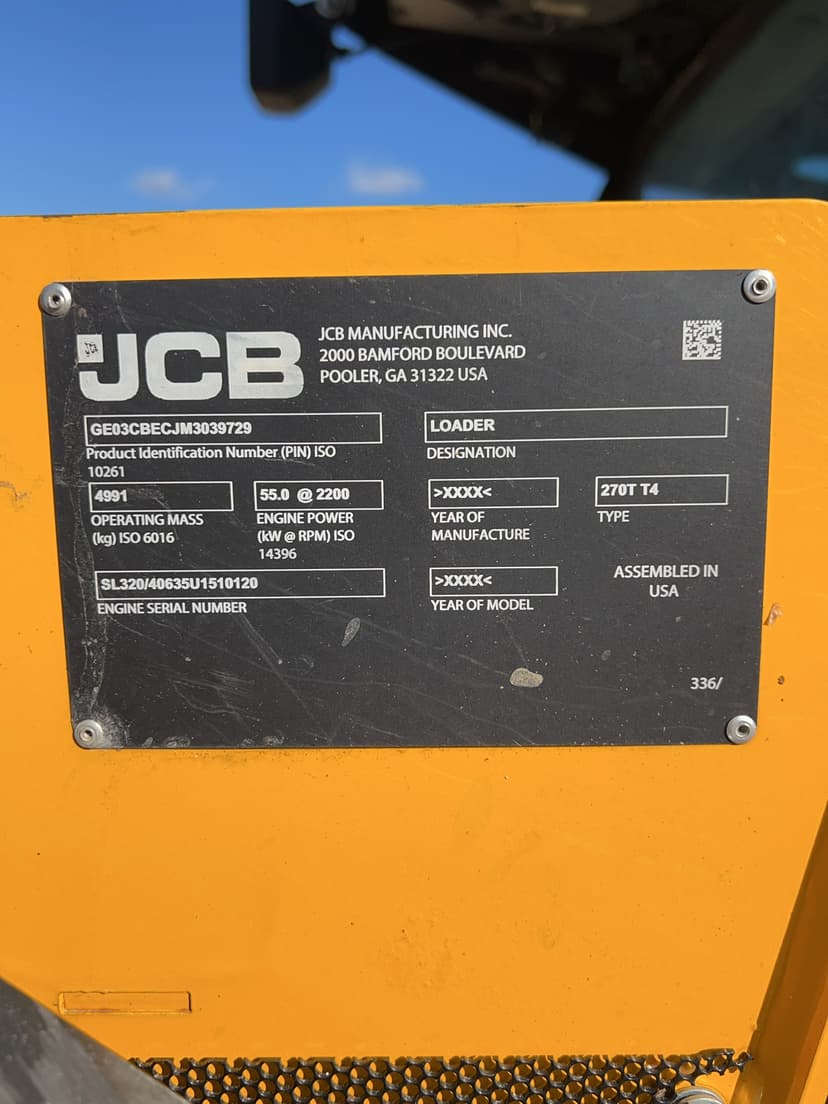 JCB
JCB MANUFACTURING INC.
2000 BAMFORD BOULEVARD
POOLER, GA 31322 USA
GE03CBECJM3039729
Product Identification Number (PIN) ISO
10261
LOADER
DESIGNATION
4991
OPERATING MASS
(kg) ISO 6016
55.0 @ 2200
ENGINE POWER
(kW @ RPM) ISO
14396
>XXXX<
YEAR OF
MANUFACTURE
270T T4
TYPE
SL320/40635U1510120
ENGINE SERIAL NUMBER
>XXXX<
YEAR OF MODEL
ASSEMBLED IN
USA
336/